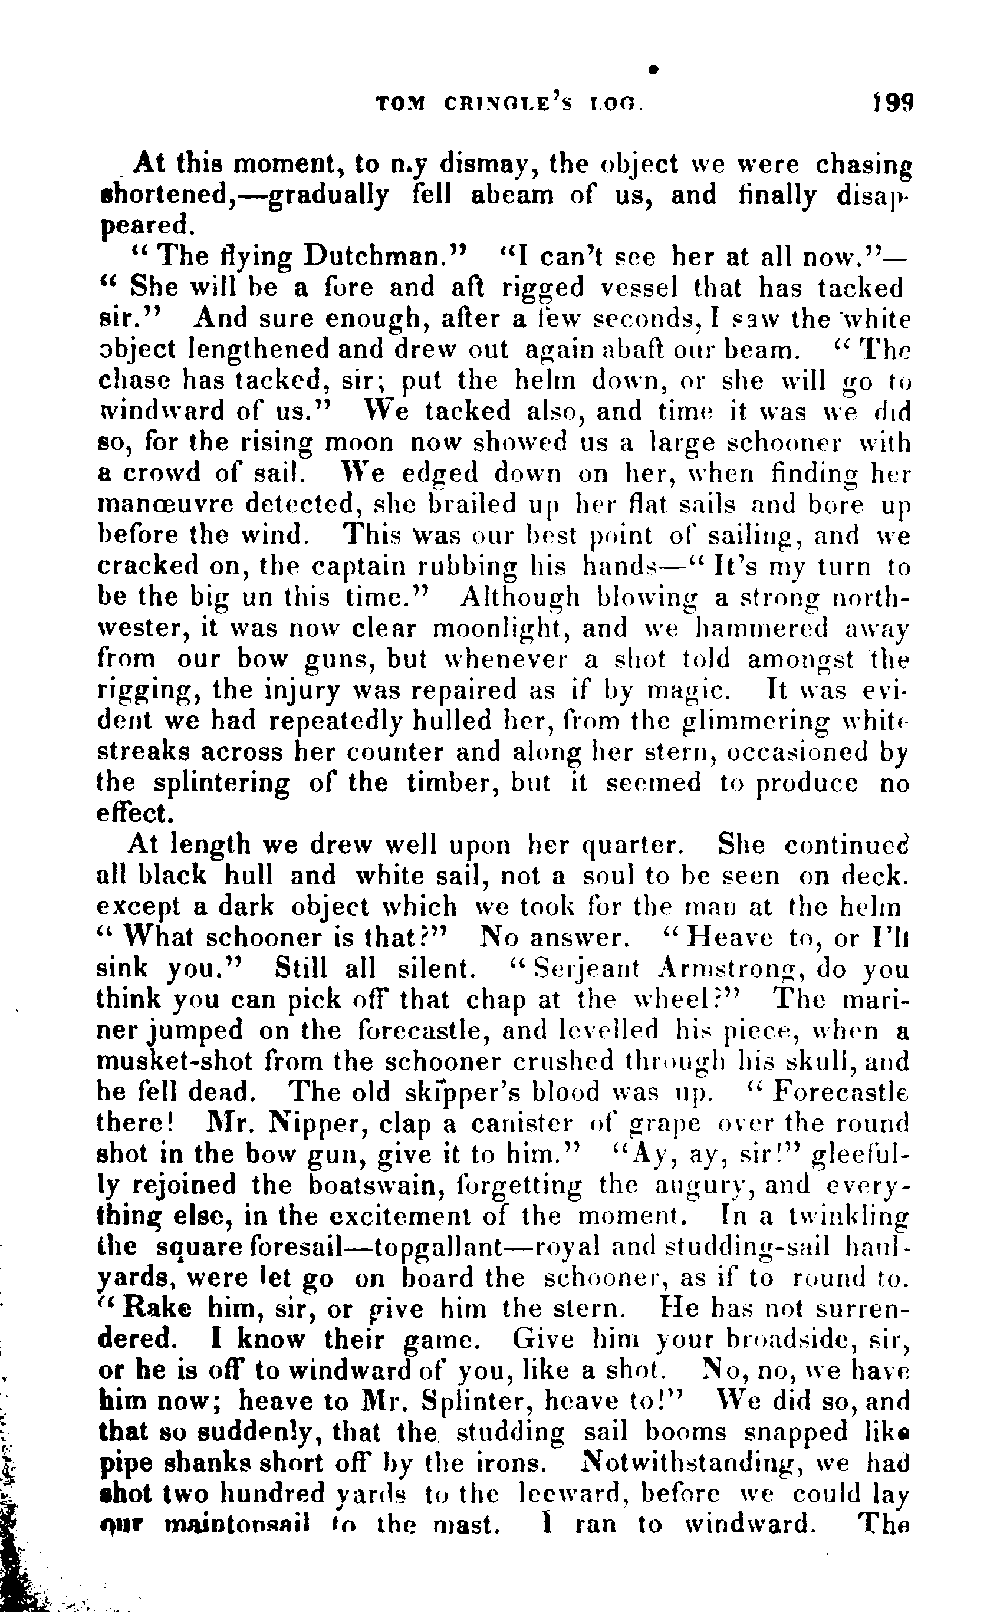 TOM CRINGLE'S LOG. 199
At this moment, to my dismay, the object we were chasing
shortened,—gradually fell abeam of us, and finally disap-
peared.
"The flying Dutchman." "I can't see her at all now."—
"She will be a fore and aft rigged vessel that has tacked
sir." And sure enough, after a few seconds, I saw the white
object lengthened and drew out again abaft our beam. "The
chase has tacked, sir; put the helm down, or she will go to
windward of us." We tacked also, and time it was we did
so, for the rising moon now showed us a large schooner with
a crowd of sail. We edged down on her, when finding her
manœuvre detected, she brailed up her flat sails and bore up
before the wind. This was our best point of sailing, and we
cracked on, the captain rubbing his hands—"It's my turn to
be the big un this time." Although blowing a strong north-
wester, it was now clear moonlight, and we hammered away
from our bow guns, but whenever a shot told amongst the
rigging, the injury was repaired as if by magic. It was evi-
dent we had repeatedly hulled her, from the glimmering white
streaks across her counter and along her stern, occasioned by
the splintering of the timber, but it seemed to produce no
effect.
At length we drew well upon her quarter. She continued
all black hull and white sail, not a soul to be seen on deck.
except a dark object which we took for the man at the helm
"What schooner is that?" No answer. "Heave to, or I'll
sink you." Still all silent. "Serjeant Armstrong, do you
think you can pick off that chap at the wheel?" The mari-
ner jumped on the forecastle, and levelled his piece, when a
musket-shot from the schooner crushed through his skull, and
he fell dead. The old skipper's blood was up. "Forecastle
there! Mr. Nipper, clap a canister of grape over the round
shot in the bow gun, give it to him." "Ay, ay, sir!" gleeful-
ly rejoined the boatswain, forgetting the augury, and every-
thing else, in the excitement of the moment. In a twinkling
the square foresail—topgallant—royal and studding-sail haul-
yards, were let go on board the schooner, as if to round to.
"Rake him, sir, or give him the stern. He has not surren-
dered. I know their game. Give him your broadside, sir,
or he is off to windward of you, like a shot. No, no, we have
him now; heave to Mr. Splinter, heave to!" We did so, and
that so suddenly, that the studding sail booms snapped like
pipe shanks short off by the irons. Notwithstanding, we had
shot two hundred yards to the leeward, before we could lay
our maintopsail to the mast. I ran to windward. The